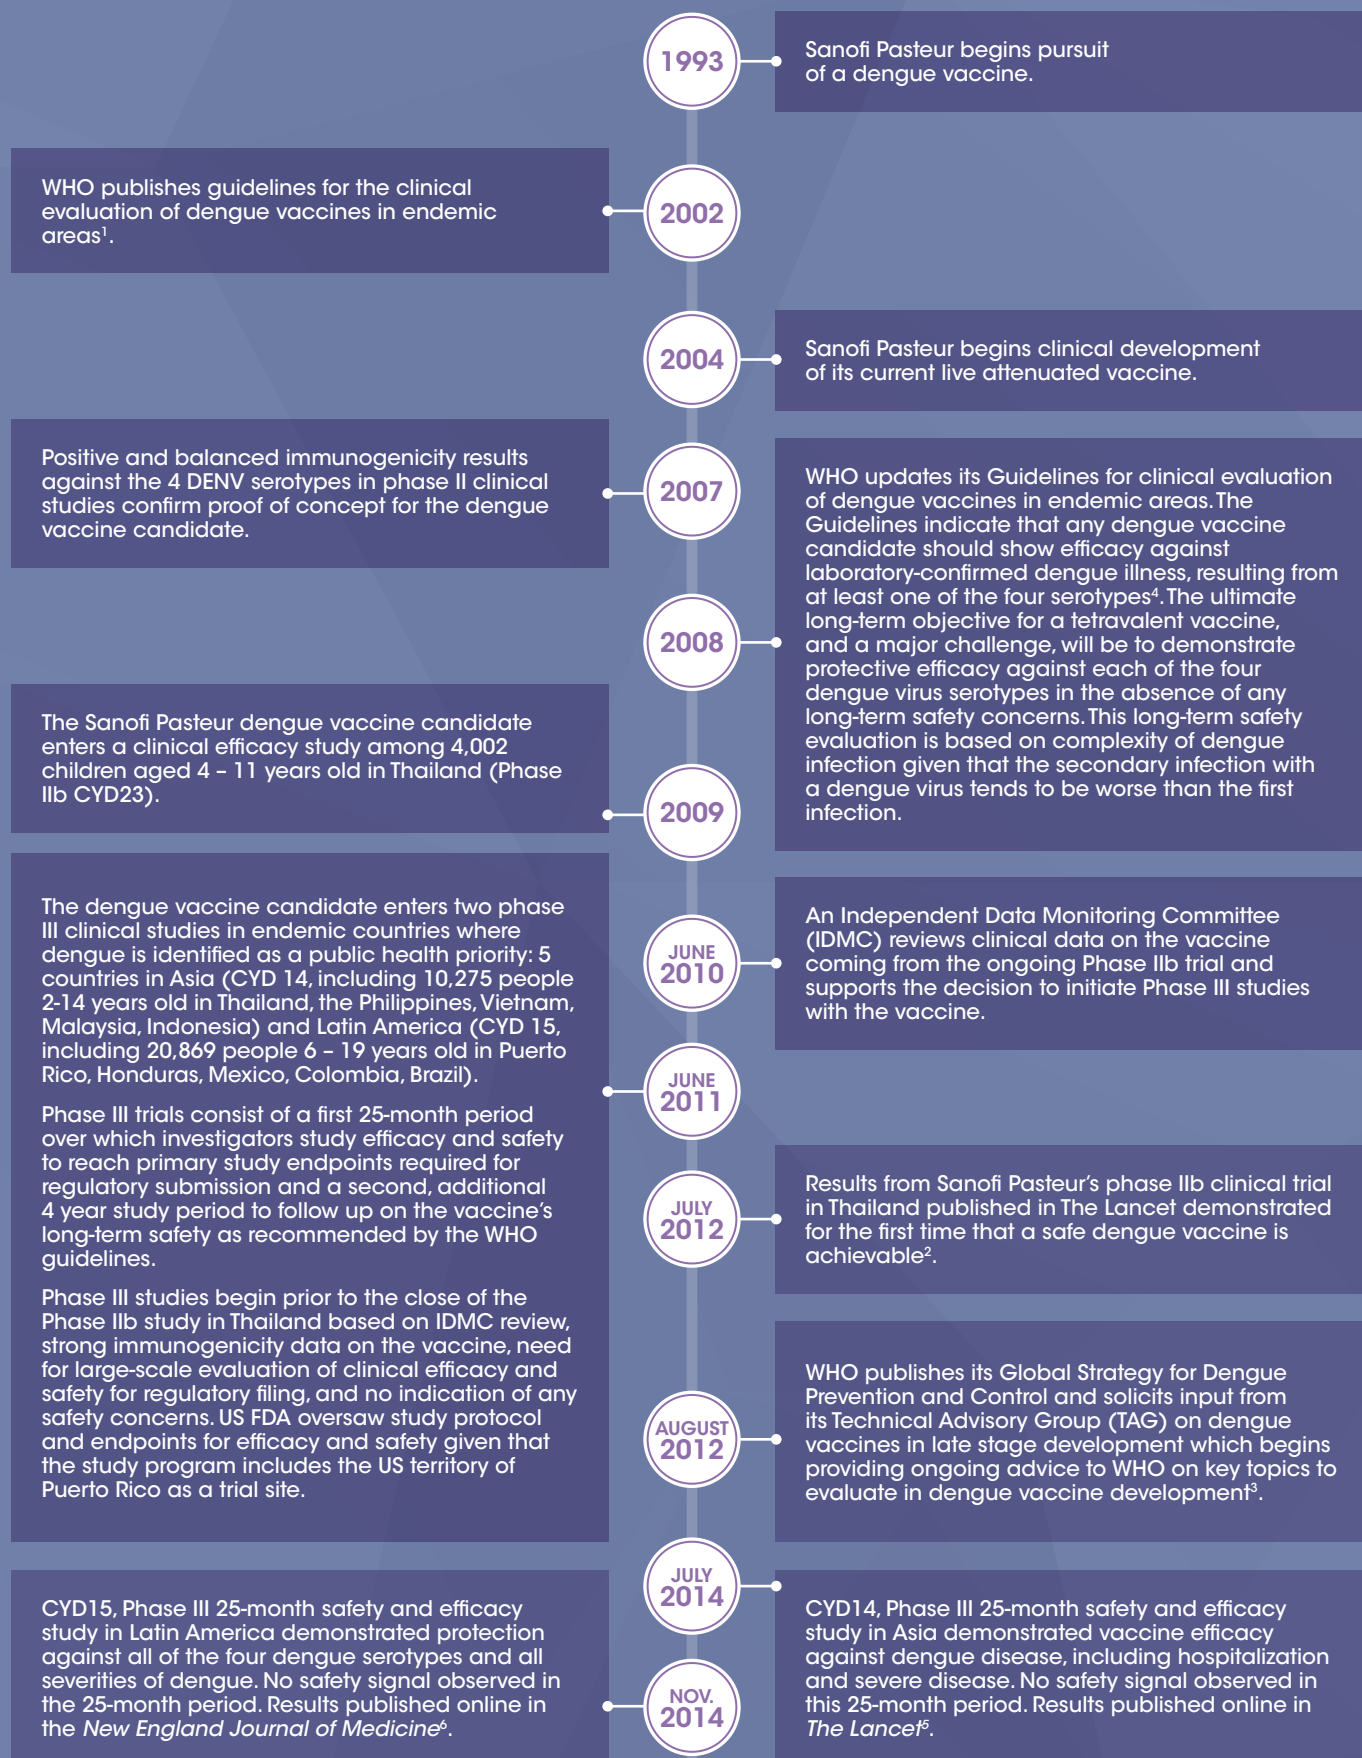 1993
Sanofi Pasteur begins pursuit
of a dengue vaccine.
WHO publishes guidelines for the clinical
evaluation of dengue vaccines in endemic
areas¹.
2002
2004
Sanofi Pasteur begins clinical development
of its current live attenuated vaccine.
Positive and balanced immunogenicity results
against the 4 DENV serotypes in phase II clinical
studies confirm proof of concept for the dengue
vaccine candidate.
2007
2008
WHO updates its Guidelines for clinical evaluation
of dengue vaccines in endemic areas. The
Guidelines indicate that any dengue vaccine
candidate should show efficacy against
laboratory-confirmed dengue illness, resulting from
at least one of the four serotypes⁴. The ultimate
long-term objective for a tetravalent vaccine,
and a major challenge, will be to demonstrate
protective efficacy against each of the four
dengue virus serotypes in the absence of any
long-term safety concerns. This long-term safety
evaluation is based on complexity of dengue
infection given that the secondary infection with
a dengue virus tends to be worse than the first
infection.
The Sanofi Pasteur dengue vaccine candidate
enters a clinical efficacy study among 4,002
children aged 4 – 11 years old in Thailand (Phase
IIb CYD23).
2009
JUNE
2010
An Independent Data Monitoring Committee
(IDMC) reviews clinical data on the vaccine
coming from the ongoing Phase IIb trial and
supports the decision to initiate Phase III studies
with the vaccine.
The dengue vaccine candidate enters two phase
III clinical studies in endemic countries where
dengue is identified as a public health priority: 5
countries in Asia (CYD 14, including 10,275 people
2-14 years old in Thailand, the Philippines, Vietnam,
Malaysia, Indonesia) and Latin America (CYD 15,
including 20,869 people 6 – 19 years old in Puerto
Rico, Honduras, Mexico, Colombia, Brazil).
Phase III trials consist of a first 25-month period
over which investigators study efficacy and safety
to reach primary study endpoints required for
regulatory submission and a second, additional
4 year study period to follow up on the vaccine’s
long-term safety as recommended by the WHO
guidelines.
Phase III studies begin prior to the close of the
Phase IIb study in Thailand based on IDMC review,
strong immunogenicity data on the vaccine, need
for large-scale evaluation of clinical efficacy and
safety for regulatory filing, and no indication of any
safety concerns. US FDA oversaw study protocol
and endpoints for efficacy and safety given that
the study program includes the US territory of
Puerto Rico as a trial site.
JUNE
2011
JULY
2012
Results from Sanofi Pasteur’s phase IIb clinical trial
in Thailand published in The Lancet demonstrated
for the first time that a safe dengue vaccine is
achievable².
AUGUST
2012
WHO publishes its Global Strategy for Dengue
Prevention and Control and solicits input from
its Technical Advisory Group (TAG) on dengue
vaccines in late stage development which begins
providing ongoing advice to WHO on key topics to
evaluate in dengue vaccine development³.
JULY
2014
CYD14, Phase III 25-month safety and efficacy
study in Asia demonstrated vaccine efficacy
against dengue disease, including hospitalization
and severe disease. No safety signal observed in
this 25-month period. Results published online in
The Lancet⁵.
CYD15, Phase III 25-month safety and efficacy
study in Latin America demonstrated protection
against all of the four dengue serotypes and all
severities of dengue. No safety signal observed in
the 25-month period. Results published online in
the New England Journal of Medicine⁶.
NOV.
2014